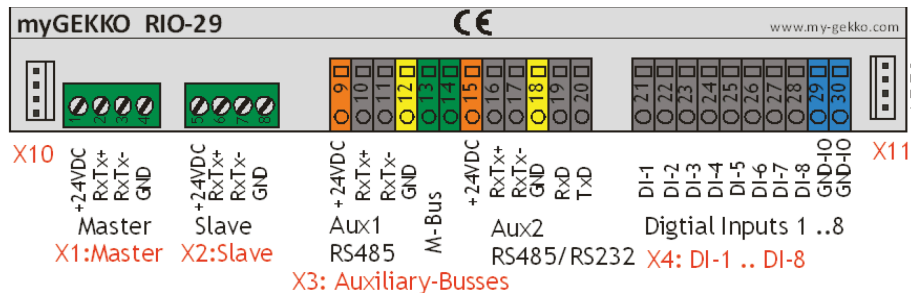 myGEKKO RIO-29 CE www.my-gekko.com
1 2 3 4 5 6 7 8 9 10 11 12 13 14 15 16 17 18 19 20 21 22 23 24 25 26 27 28 29 30
X10 X11
+24VDC RxTx+ RxTx- GND +24VDC RxTx+ RxTx- GND +24VDC RxTx+ RxTx- GND M-Bus +24VDC RxTx+ RxTx- GND RxD TxD DI-1 DI-2 DI-3 DI-4 DI-5 DI-6 DI-7 DI-8 GND-IO GND-IO
Master Slave Aux1 Aux2 Digtial Inputs 1 ..8
X1:Master X2:Slave RS485 RS485/RS232 X4: DI-1 .. DI-8
X3: Auxiliary-Busses